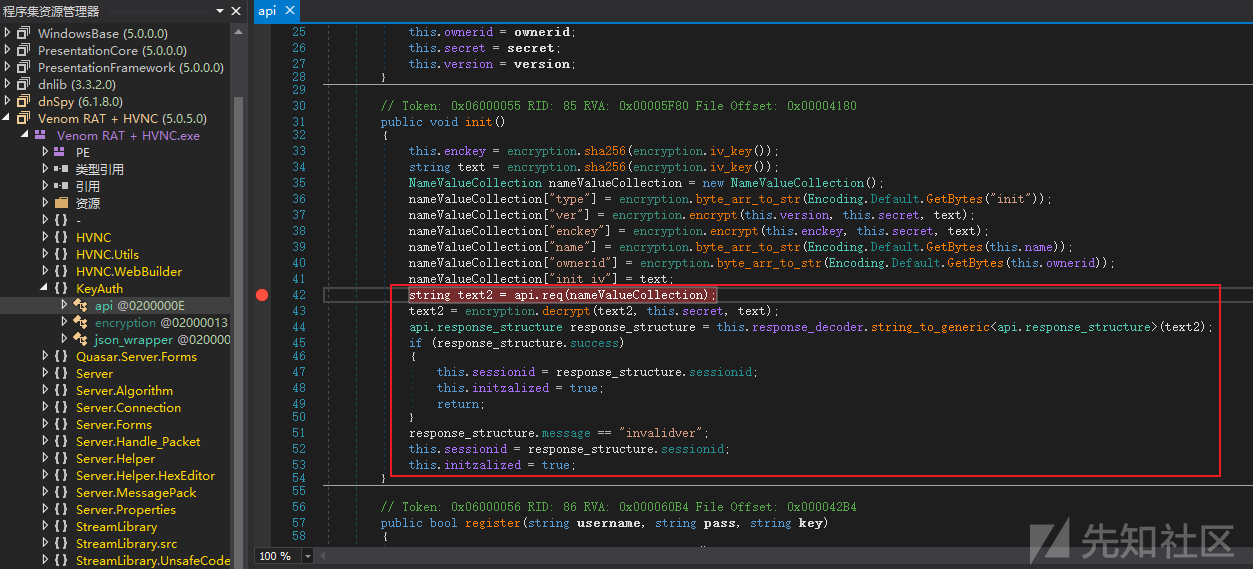 程序集资源管理器
WindowsBase (5.0.0.0)
PresentationCore (5.0.0.0)
PresentationFramework (5.0.0.0)
dnlib (3.3.2.0)
dnSpy (6.1.8.0)
Venom RAT + HVNC (5.0.5.0)
Venom RAT + HVNC.exe
PE
类型引用
引用
资源
{ } -
{ } HVNC
{ } HVNC.Utils
{ } HVNC.WebBuilder
{ } KeyAuth
api @0200000E
encryption @02000013
json_wrapper @020000
{ } Quasar.Server.Forms
{ } Server
{ } Server.Algorithm
{ } Server.Connection
{ } Server.Forms
{ } Server.Handle_Packet
{ } Server.Helper
{ } Server.Helper.HexEditor
{ } Server.MessagePack
{ } Server.Properties
{ } StreamLibrary
{ } StreamLibrary.src
{ } StreamLibrary.UnsafeCode
api
25 this.ownerid = ownerid;
26 this.secret = secret;
27 this.version = version;
28 }
29
30 // Token: 0x06000055 RID: 85 RVA: 0x00005F80 File Offset: 0x00004180
31 public void init()
32 {
33 this.enckey = encryption.sha256(encryption.iv_key());
34 string text = encryption.sha256(encryption.iv_key());
35 NameValueCollection nameValueCollection = new NameValueCollection();
36 nameValueCollection["type"] = encryption.byte_arr_to_str(Encoding.Default.GetBytes("init"));
37 nameValueCollection["ver"] = encryption.encrypt(this.version, this.secret, text);
38 nameValueCollection["enckey"] = encryption.encrypt(this.enckey, this.secret, text);
39 nameValueCollection["name"] = encryption.byte_arr_to_str(Encoding.Default.GetBytes(this.name));
40 nameValueCollection["ownerid"] = encryption.byte_arr_to_str(Encoding.Default.GetBytes(this.ownerid));
41 nameValueCollection["init_iv"] = text;
42 string text2 = api.req(nameValueCollection);
43 text2 = encryption.decrypt(text2, this.secret, text);
44 api.response_structure response_structure = this.response_decoder.string_to_generic<api.response_structure>(text2);
45 if (response_structure.success)
46 {
47 this.sessionid = response_structure.sessionid;
48 this.initzalized = true;
49 return;
50 }
51 response_structure.message == "invalidver";
52 this.sessionid = response_structure.sessionid;
53 this.initzalized = true;
54 }
55
56 // Token: 0x06000056 RID: 86 RVA: 0x000060B4 File Offset: 0x000042B4
57 public bool register(string username, string pass, string key)
58 {
100 %
先知社区